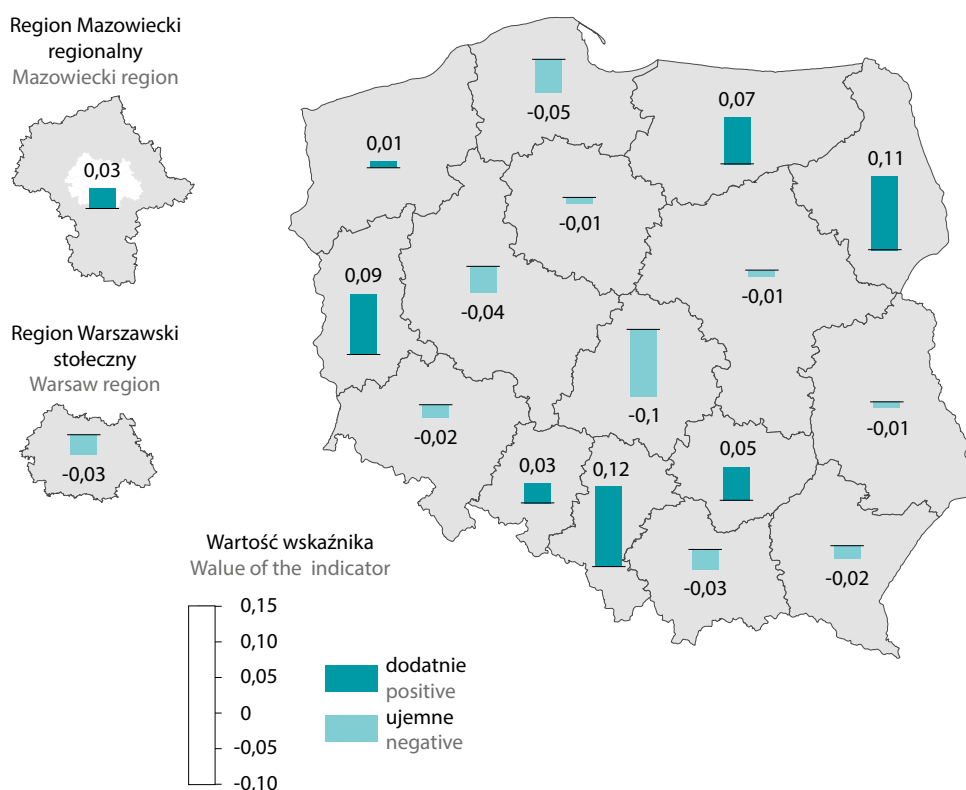 Region Mazowiecki
regionalny
Mazowiecki region
0,03
Region Warszawski
stołeczny
Warsaw region
-0,03
-0,05
0,07
0,01
0,11
-0,01
0,09
-0,04
-0,01
-0,1
-0,02
-0,01
0,03
0,12
0,05
-0,03
-0,02
Wartość wskaźnika
Walue of the indicator
0,15
0,10
0,05
0
-0,05
-0,10
dodatnie
positive
ujemne
negative